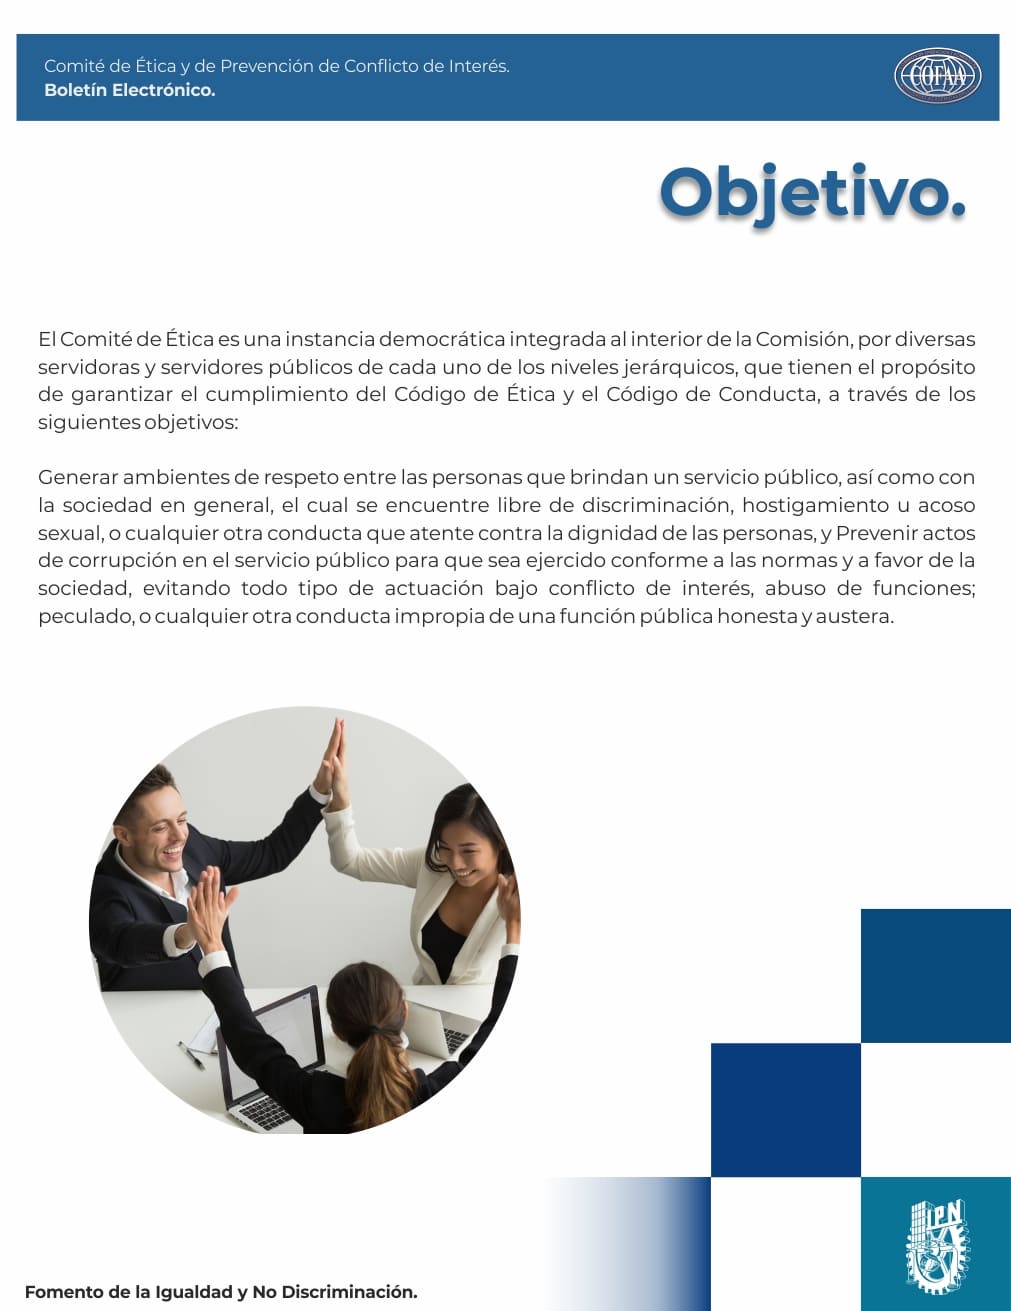 Comité de Ética y de Prevención de Conflicto de Interés.
Boletín Electrónico.
COFAA
Objetivo.
El Comité de Ética es una instancia democrática integrada al interior de la Comisión, por diversas
servidoras y servidores públicos de cada uno de los niveles jerárquicos, que tienen el propósito
de garantizar el cumplimiento del Código de Ética y el Código de Conducta, a través de los
siguientes objetivos:
Generar ambientes de respeto entre las personas que brindan un servicio público, así como con
la sociedad en general, el cual se encuentre libre de discriminación, hostigamiento u acoso
sexual, o cualquier otra conducta que atente contra la dignidad de las personas, y Prevenir actos
de corrupción en el servicio público para que sea ejercido conforme a las normas y a favor de la
sociedad, evitando todo tipo de actuación bajo conflicto de interés, abuso de funciones;
peculado, o cualquier otra conducta impropia de una función pública honesta y austera.
IPN
Fomento de la Igualdad y No Discriminación.